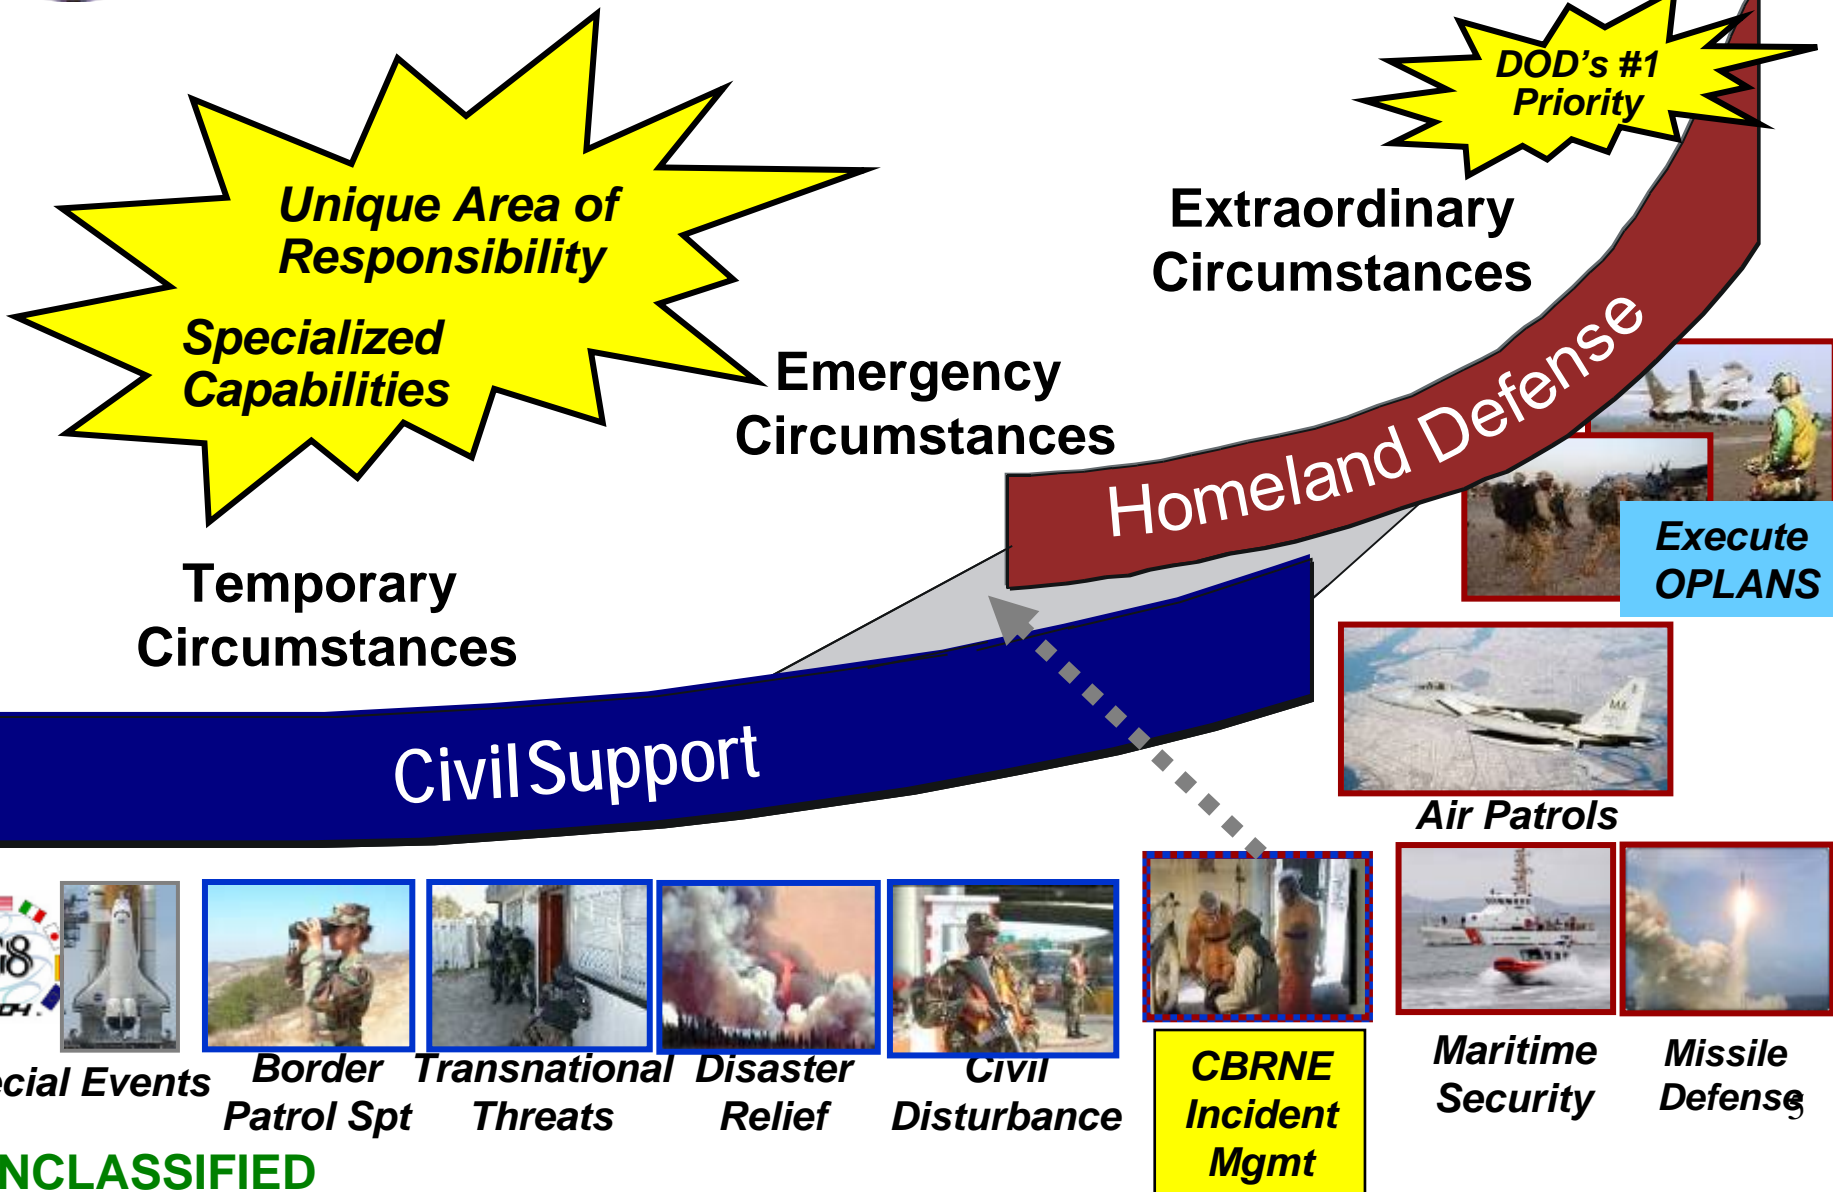 DOD's #1
Priority
Unique Area of
Responsibility
Specialized
Capabilities
Extraordinary
Circumstances
Emergency
Circumstances
Temporary
Circumstances
Homeland Defense
Civil Support
Execute
OPLANS
Air Patrols
ecial Events
Border
Patrol Spt
Transnational
Threats
Disaster
Relief
Civil
Disturbance
CBRNE
Incident
Mgmt
Maritime
Security
Missile
Defense
5
NCLASSIFIED